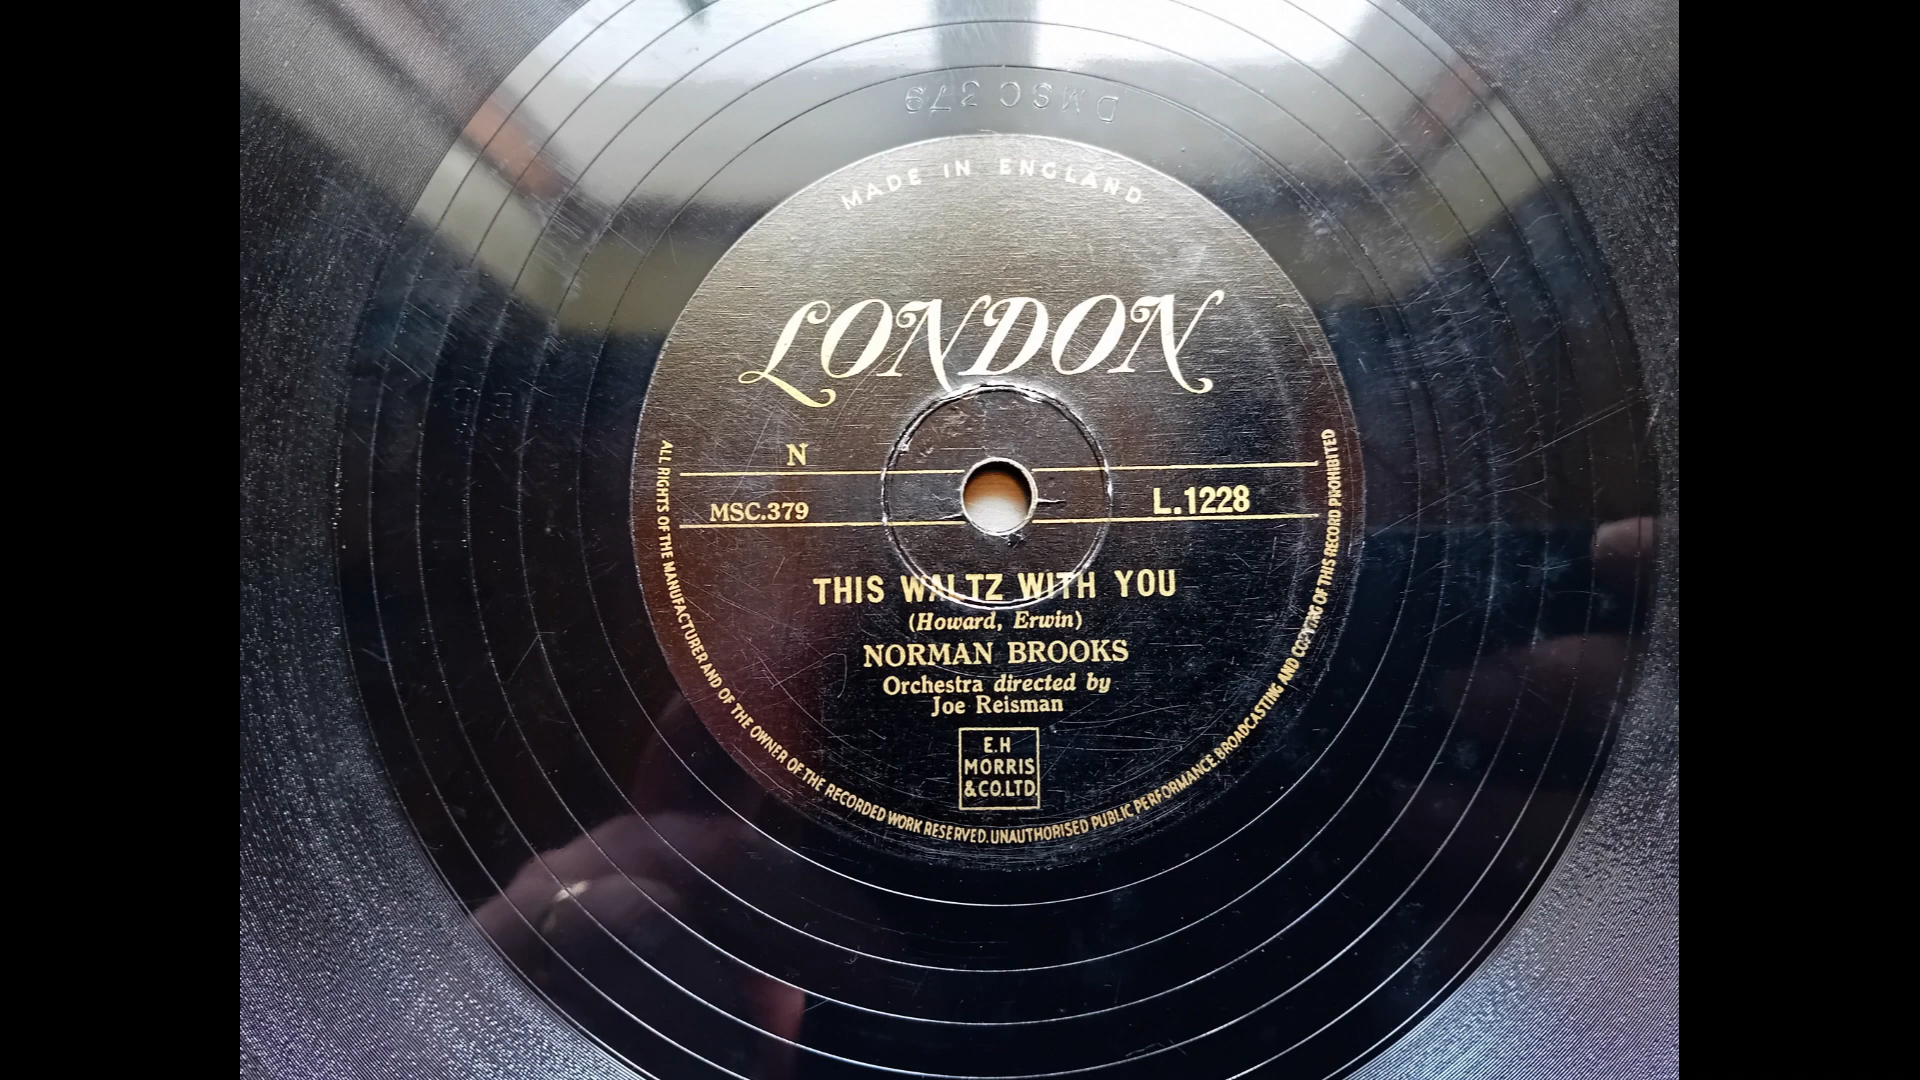 DMSC 379
MADE IN ENGLAND
LONDON
N
MSC.379
L.1228
THIS WALTZ WITH YOU
(Howard, Erwin)
NORMAN BROOKS
Orchestra directed by
Joe Reisman
E.H
MORRIS
& CO.LTD
ALL RIGHTS OF THE MANUFACTURER AND OF THE OWNER OF THE RECORDED WORK RESERVED. UNAUTHORISED PUBLIC PERFORMANCE. BROADCASTING AND COPYING OF THIS RECORD PROHIBITED